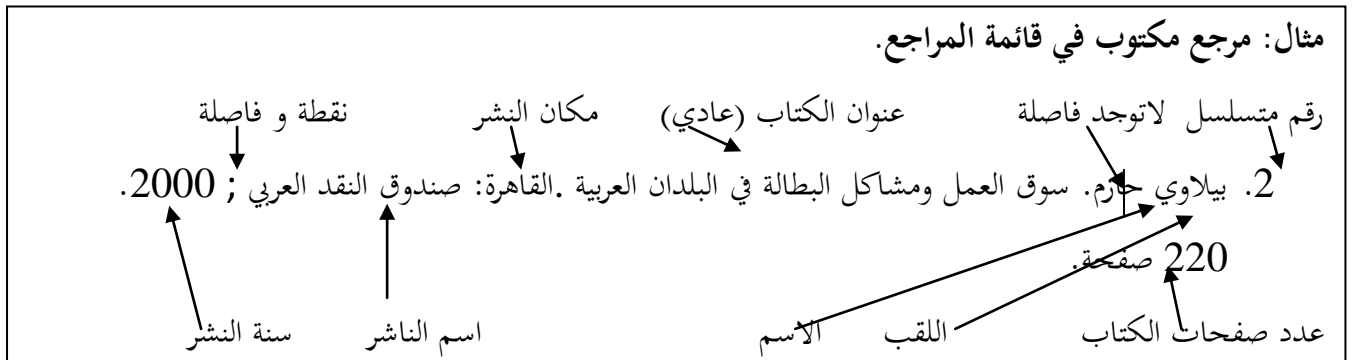 مثال: مرجع مكتوب في قائمة المراجع.
رقم متسلسل لاتوجد فاصلة عنوان الكتاب (عادي) مكان النشر نقطة و فاصلة
2. بيلاوي حازم. سوق العمل ومشاكل البطالة في البلدان العربية .القاهرة: صندوق النقد العربي ; 2000.
220 صفحة.
عدد صفحات الكتاب اللقب الاسم اسم الناشر سنة النشر